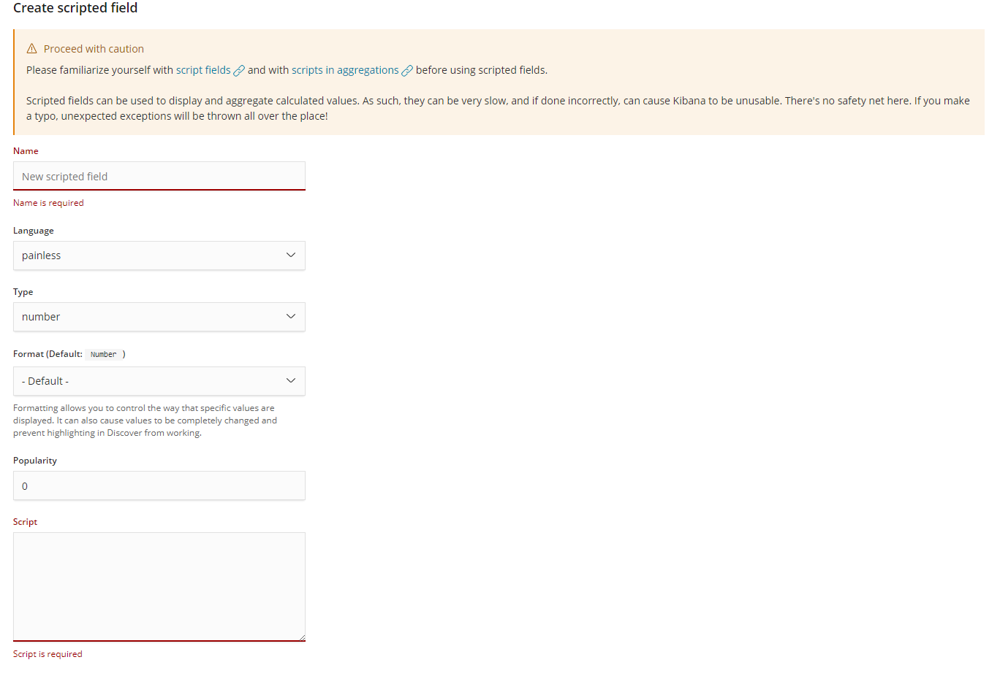 Create scripted field
Proceed with caution
Please familiarize yourself with script fields and with scripts in aggregations before using scripted fields.
Scripted fields can be used to display and aggregate calculated values. As such, they can be very slow, and if done incorrectly, can cause Kibana to be unusable. There's no safety net here. If you make
a typo, unexpected exceptions will be thrown all over the place!
Name
New scripted field
Name is required
Language
painless
Type
number
Format (Default: Number )
- Default -
Formatting allows you to control the way that specific values are
displayed. It can also cause values to be completely changed and
prevent highlighting in Discover from working.
Popularity
0
Script
Script is required